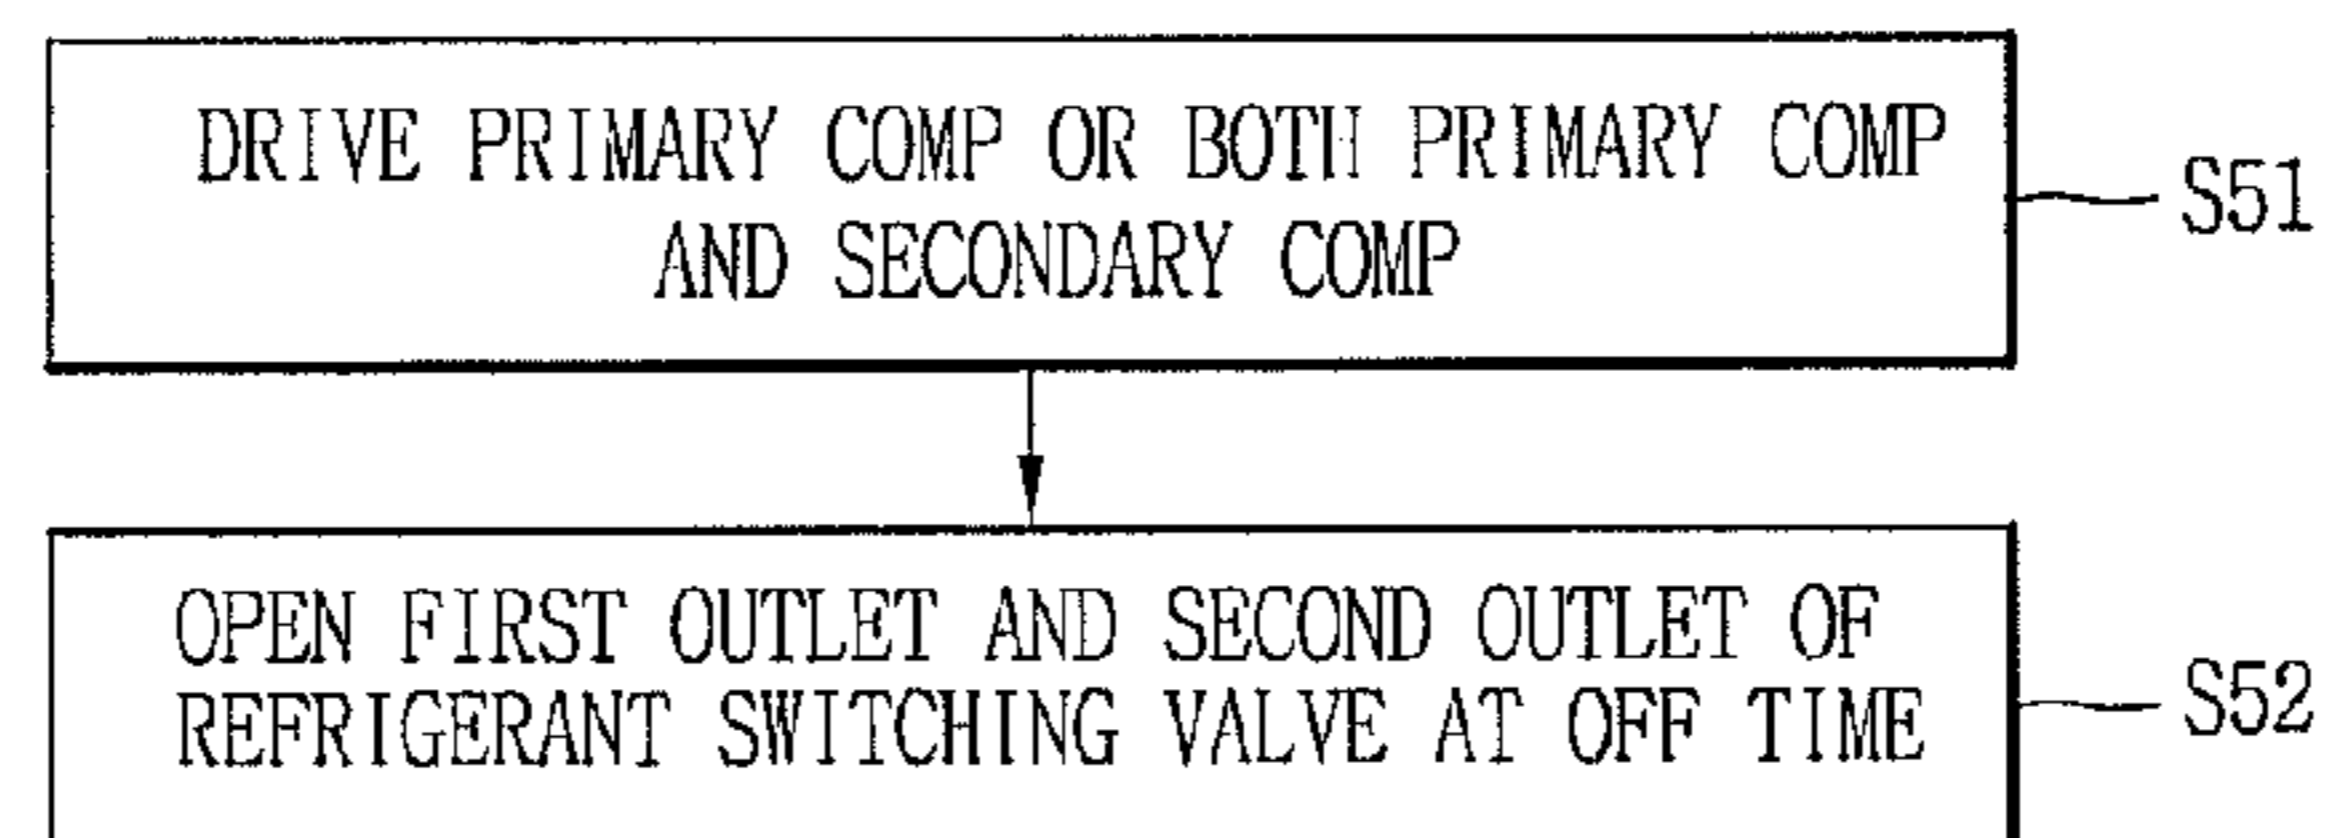 DRIVE PRIMARY COMP OR BOTH PRIMARY COMP
AND SECONDARY COMP
S51
OPEN FIRST OUTLET AND SECOND OUTLET OF
REFRIGERANT SWITCHING VALVE AT OFF TIME
S52